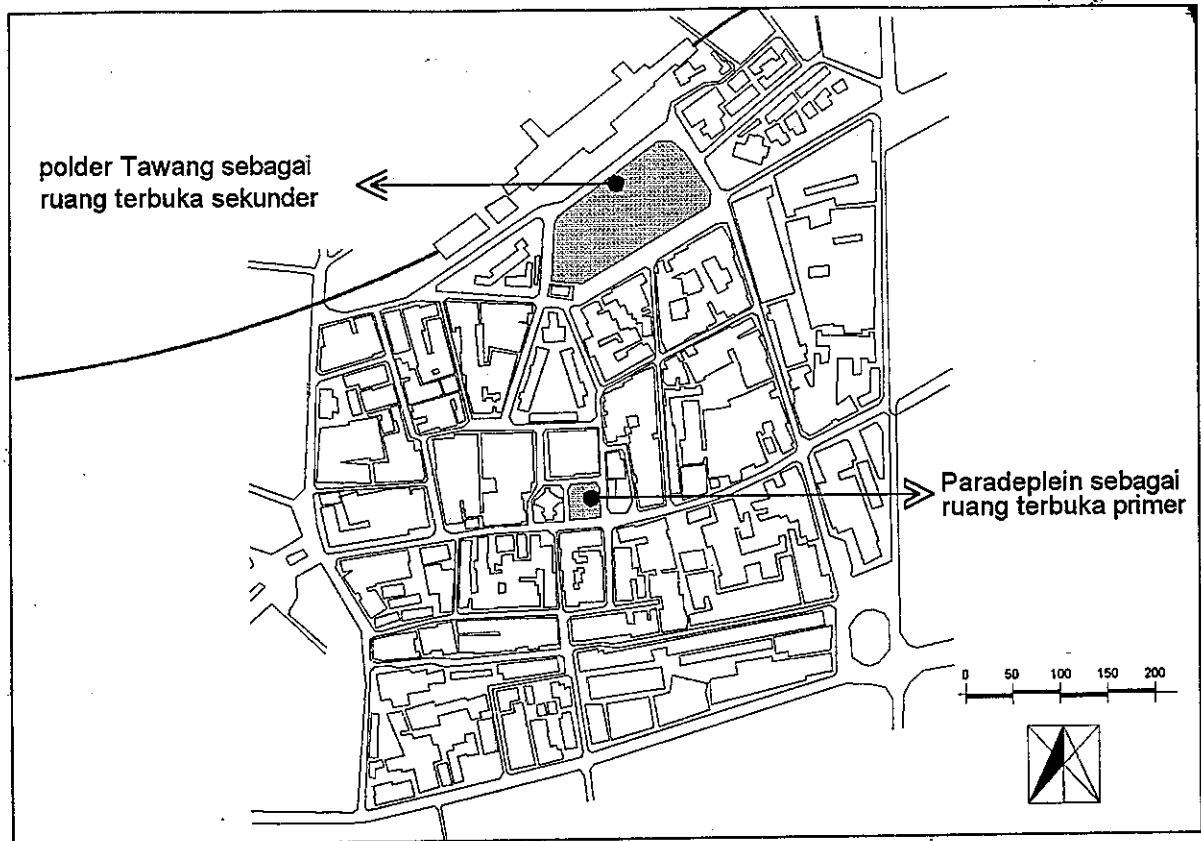 polder Tawang sebagai
ruang terbuka sekunder
Paradeplein sebagai
ruang terbuka primer
0 50 100 150 200